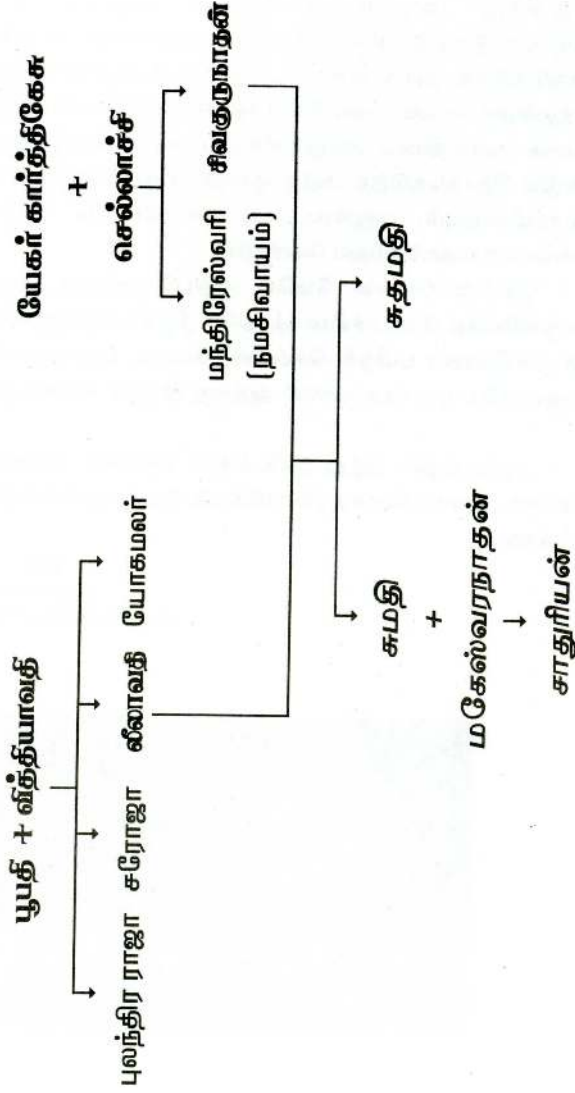 பூபதி + வித்தியாவதி
புலந்திர ராஜா சரோஜா லீலாவதி யோகமலர்
யேகர் கார்த்திகேசு
+
செல்லாச்சி
மந்திரேஸ்வரி சிவகுருநாதன்
(நமசிவாயம்)
சுமதி சுதமதி
+
மகேஸ்வரநாதன்
சாதுரியன்